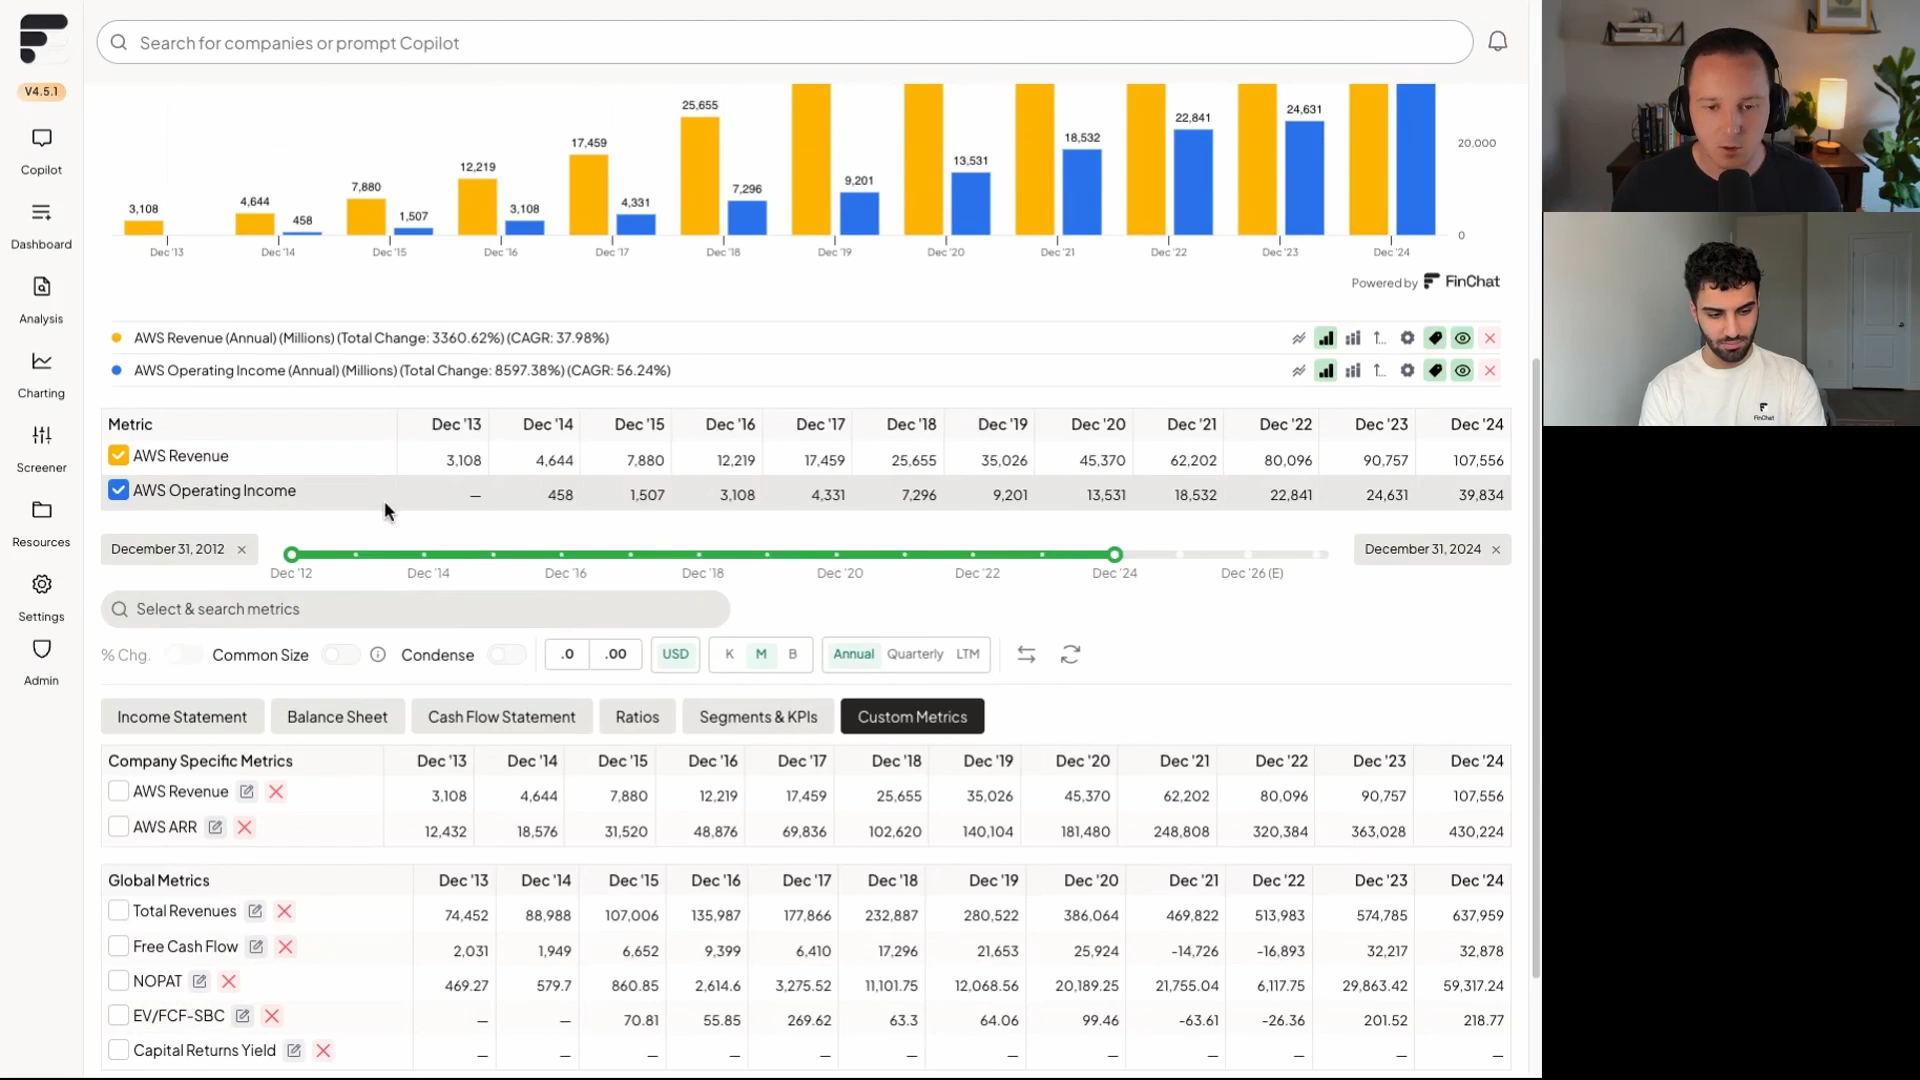 Search for companies or prompt Copilot
V4.5.1
Copilot
Dashboard
Analysis
Charting
Screener
Resources
Settings
Admin
3,108 4,644 458 7,880 1,507 12,219 3,108 17,459 4,331 25,655 7,296 9,201 13,531 18,532 22,841 24,631
20,000
0
Dec '13 Dec '14 Dec '15 Dec '16 Dec '17 Dec '18 Dec '19 Dec '20 Dec '21 Dec '22 Dec '23 Dec '24
Powered by FinChat
AWS Revenue (Annual) (Millions) (Total Change: 3360.62%) (CAGR: 37.98%)
AWS Operating Income (Annual) (Millions) (Total Change: 8597.38%) (CAGR: 56.24%)
Metric Dec '13 Dec '14 Dec '15 Dec '16 Dec '17 Dec '18 Dec '19 Dec '20 Dec '21 Dec '22 Dec '23 Dec '24
AWS Revenue 3,108 4,644 7,880 12,219 17,459 25,655 35,026 45,370 62,202 80,096 90,757 107,556
AWS Operating Income — 458 1,507 3,108 4,331 7,296 9,201 13,531 18,532 22,841 24,631 39,834
December 31, 2012 × December 31, 2024 ×
Dec '12 Dec '14 Dec '16 Dec '18 Dec '20 Dec '22 Dec '24 Dec '26 (E)
Select & search metrics
% Chg. Common Size Condense .0 .00 USD K M B Annual Quarterly LTM
Income Statement Balance Sheet Cash Flow Statement Ratios Segments & KPIs Custom Metrics
Company Specific Metrics Dec '13 Dec '14 Dec '15 Dec '16 Dec '17 Dec '18 Dec '19 Dec '20 Dec '21 Dec '22 Dec '23 Dec '24
AWS Revenue 3,108 4,644 7,880 12,219 17,459 25,655 35,026 45,370 62,202 80,096 90,757 107,556
AWS ARR 12,432 18,576 31,520 48,876 69,836 102,620 140,104 181,480 248,808 320,384 363,028 430,224
Global Metrics Dec '13 Dec '14 Dec '15 Dec '16 Dec '17 Dec '18 Dec '19 Dec '20 Dec '21 Dec '22 Dec '23 Dec '24
Total Revenues 74,452 88,988 107,006 135,987 177,866 232,887 280,522 386,064 469,822 513,983 574,785 637,959
Free Cash Flow 2,031 1,949 6,652 9,399 6,410 17,296 21,653 25,924 -14,726 -16,893 32,217 32,878
NOPAT 469.27 579.7 860.85 2,614.6 3,275.52 11,101.75 12,068.56 20,189.25 21,755.04 6,117.75 29,863.42 59,317.24
EV/FCF-SBC — — 70.81 55.85 269.62 63.3 64.06 99.46 -63.61 -26.36 201.52 218.77
Capital Returns Yield — — — — — — — — — — — —
FinChat